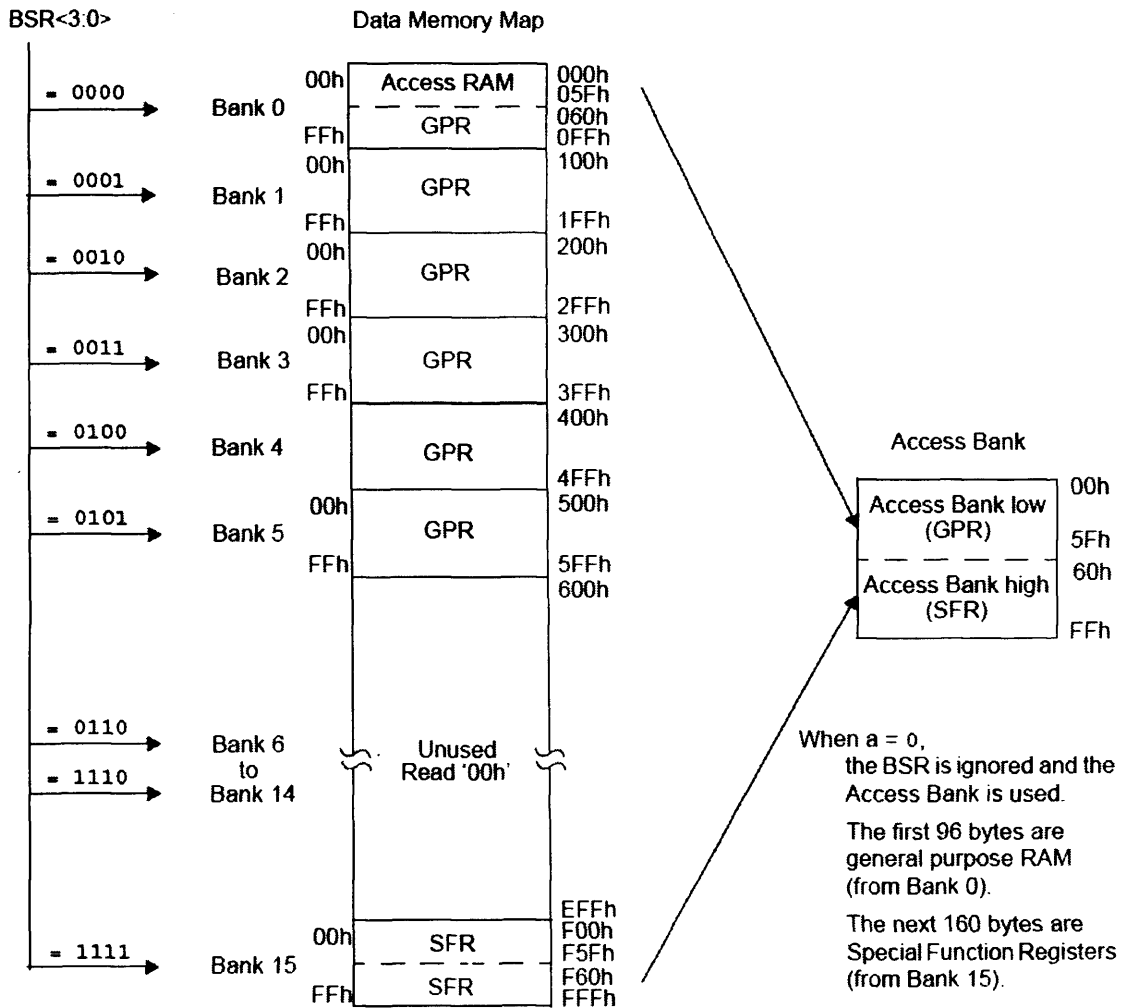 BSR<3:0>
Data Memory Map
= 0000
Bank 0
00h
Access RAM
000h
05Fh
FFh
GPR
060h
0FFh
= 0001
Bank 1
00h
GPR
100h
FFh
1FFh
= 0010
Bank 2
00h
GPR
200h
FFh
2FFh
= 0011
Bank 3
00h
GPR
300h
FFh
3FFh
= 0100
Bank 4
GPR
400h
4FFh
= 0101
Bank 5
00h
GPR
500h
FFh
5FFh
600h
= 0110
= 1110
Bank 6
to
Bank 14
Unused
Read '00h'
EFFh
= 1111
Bank 15
00h
SFR
F00h
F5Fh
FFh
SFR
F60h
FFFh
Access Bank
Access Bank low
(GPR)
00h
5Fh
Access Bank high
(SFR)
60h
FFh
When a = 0,
the BSR is ignored and the
Access Bank is used.
The first 96 bytes are
general purpose RAM
(from Bank 0).
The next 160 bytes are
Special Function Registers
(from Bank 15).